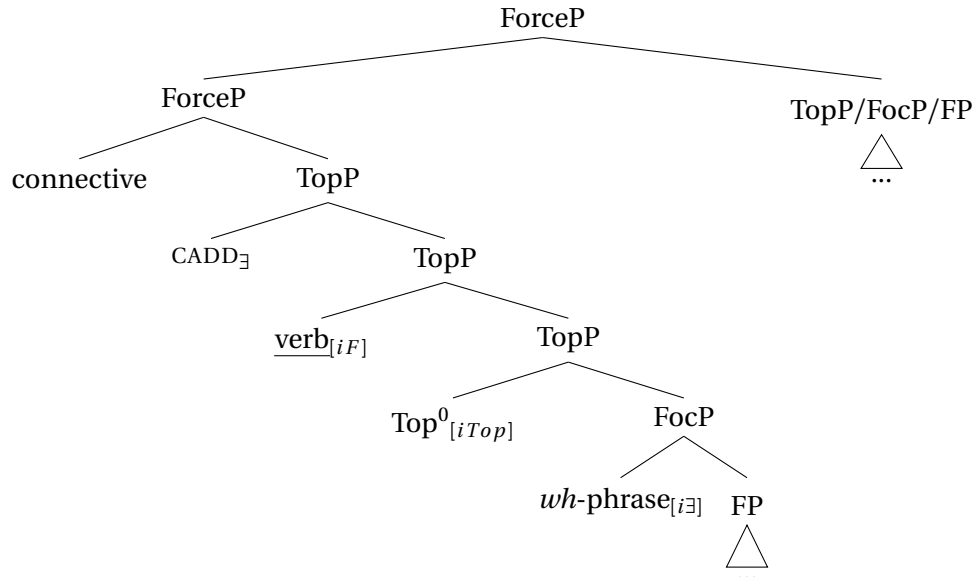 ForceP
ForceP TopP/FocP/FP
connective TopP ...
CADD∃ TopP
verb[iF] TopP
Top⁰[iTop] FocP
wh-phrase[i∃] FP
...